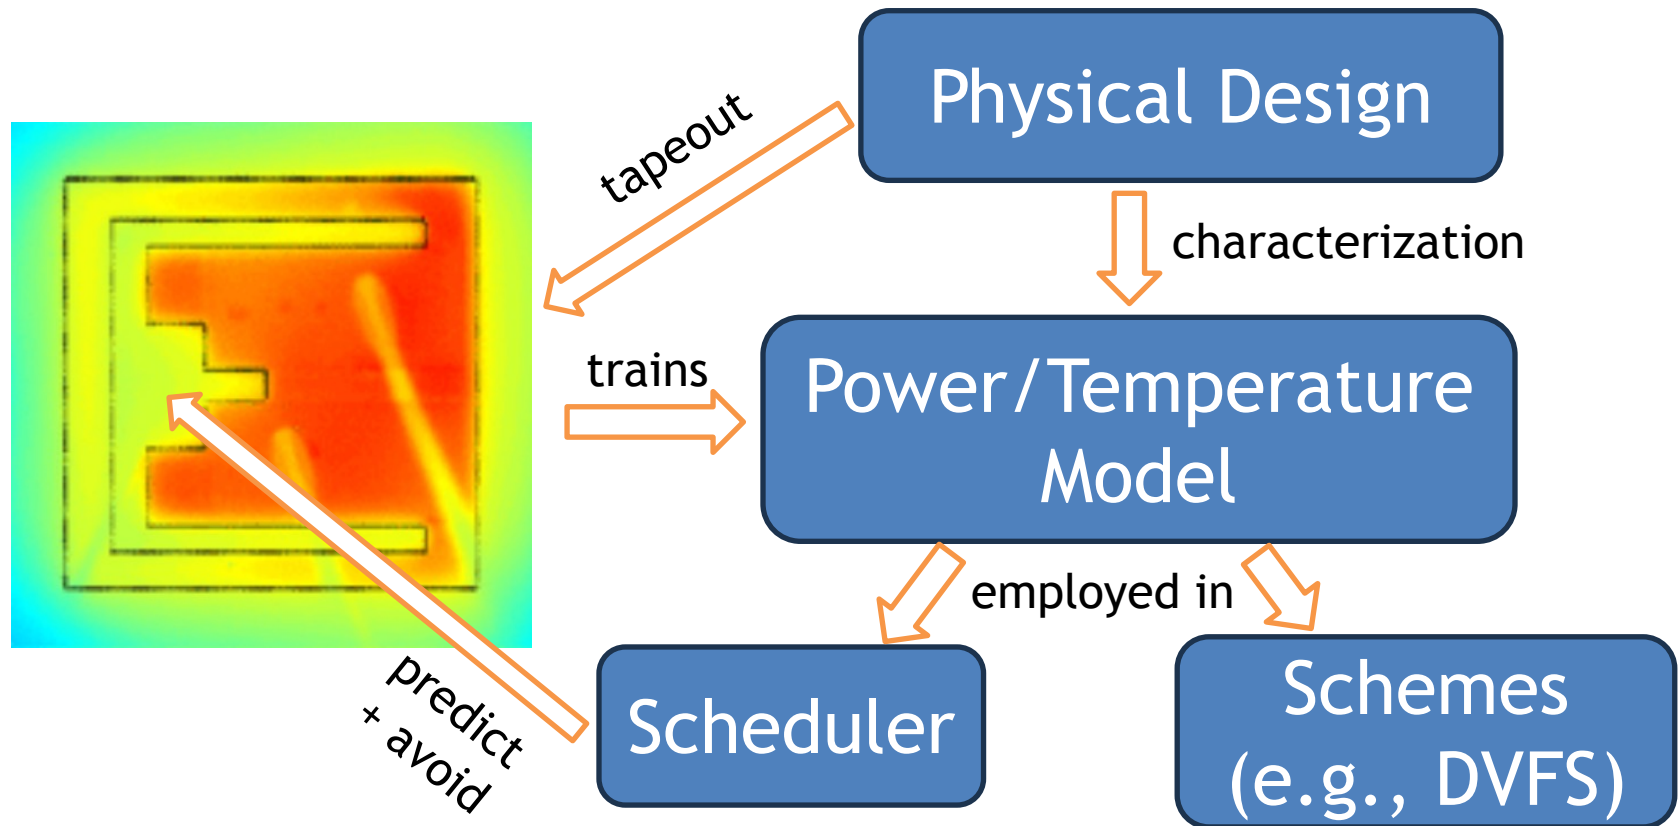 Physical Design
tapeout
characterization
trains
Power/Temperature
Model
employed in
predict
+ avoid
Scheduler
Schemes
(e.g., DVFS)